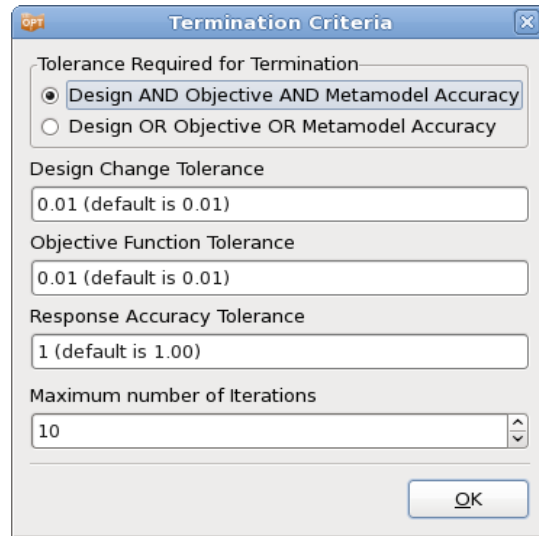 OPT
Termination Criteria
Tolerance Required for Termination
Design AND Objective AND Metamodel Accuracy
Design OR Objective OR Metamodel Accuracy
Design Change Tolerance
0.01 (default is 0.01)
Objective Function Tolerance
0.01 (default is 0.01)
Response Accuracy Tolerance
1 (default is 1.00)
Maximum number of Iterations
10
OK